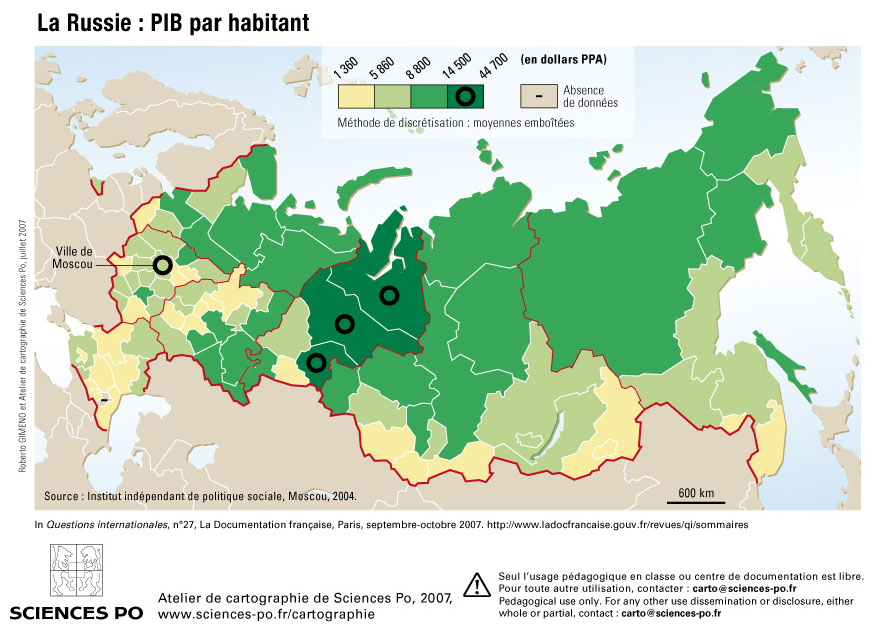 La Russie : PIB par habitant
1 360
5 860
8 800
14 500
44 700
(en dollars PPA)
-
Absence
de données
Méthode de discrétisation : moyennes emboîtées
Ville de
Moscou
-
Roberto GIMENO et Atelier de cartographie de Sciences Po, juillet 2007
Source : Institut indépendant de politique sociale, Moscou, 2004.
600 km
In Questions internationales, n°27, La Documentation française, Paris, septembre-octobre 2007. http://www.ladocfrancaise.gouv.fr/revues/qi/sommaires
SCIENCES PO
Atelier de cartographie de Sciences Po, 2007,
www.sciences-po.fr/cartographie
Seul l'usage pédagogique en classe ou centre de documentation est libre.
Pour toute autre utilisation, contacter : carto@sciences-po.fr
Pedagogical use only. For any other use dissemination or disclosure, either
whole or partial, contact : carto@sciences-po.fr